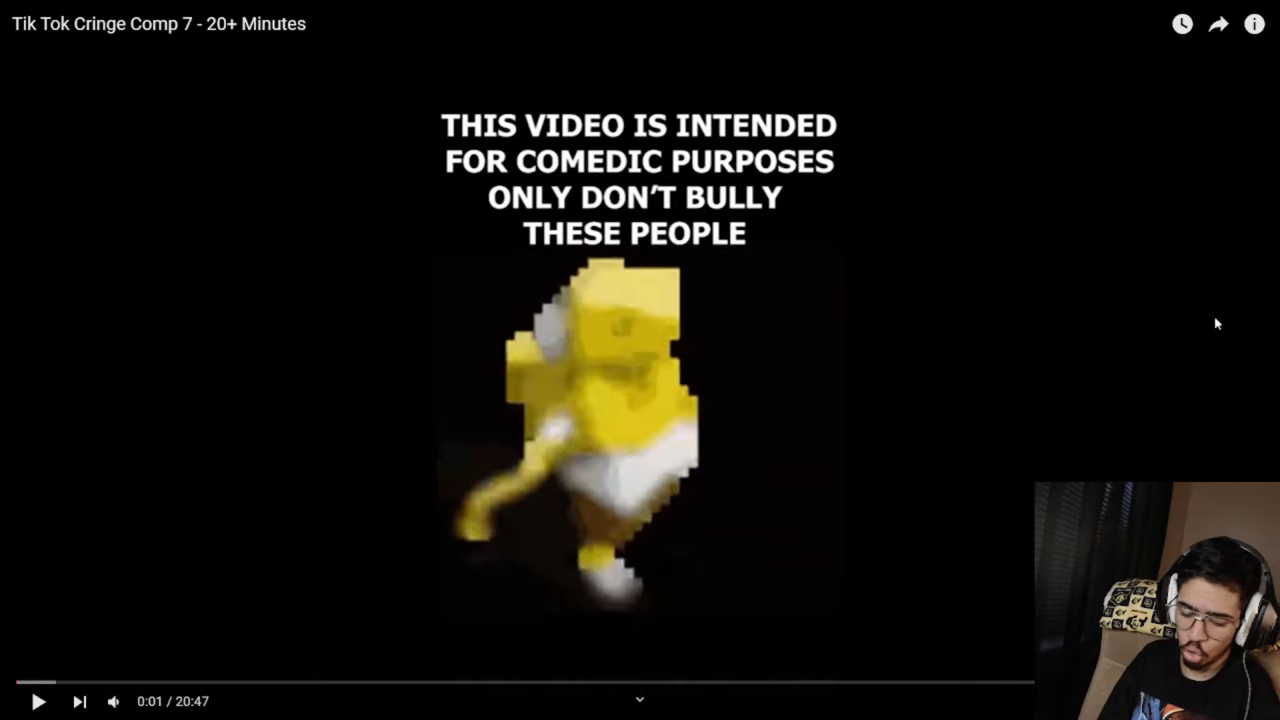 Tik Tok Cringe Comp 7 - 20+ Minutes
THIS VIDEO IS INTENDED
FOR COMEDIC PURPOSES
ONLY DON'T BULLY
THESE PEOPLE
0:01 / 20:47